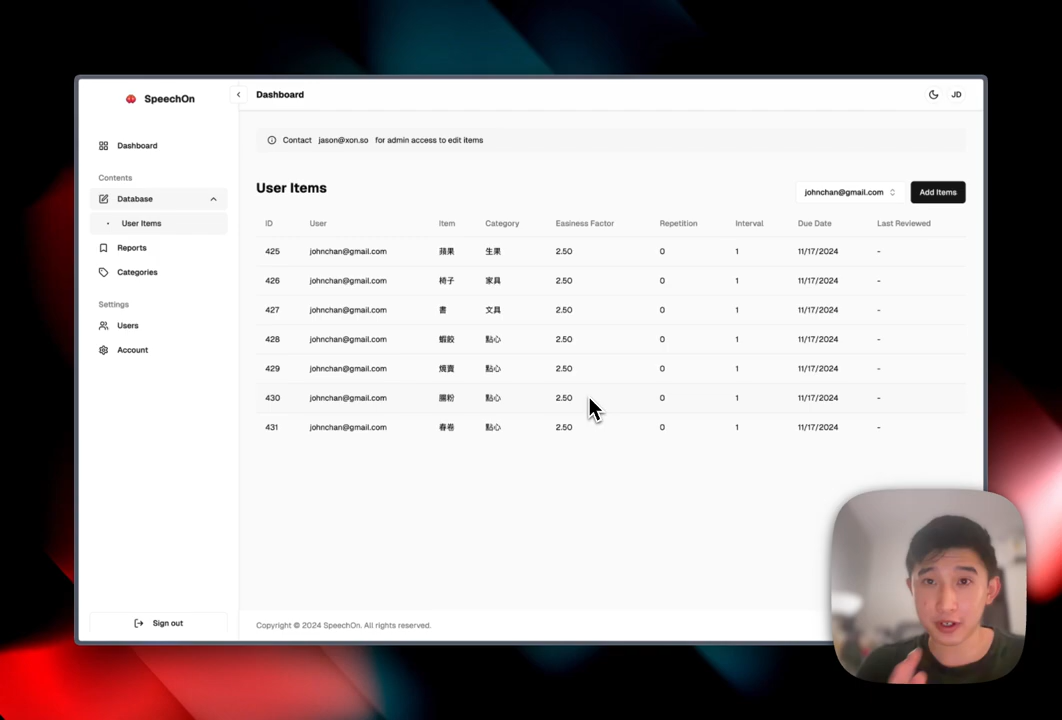 SpeechOn
Dashboard
JD
Dashboard
Contents
Database
User Items
Reports
Categories
Settings
Users
Account
Sign out
Contact jason@xon.so for admin access to edit items
User Items
johnchan@gmail.com
Add Items
ID User Item Category Easiness Factor Repetition Interval Due Date Last Reviewed
425 johnchan@gmail.com 蘋果 生果 2.50 0 1 11/17/2024 -
426 johnchan@gmail.com 椅子 家具 2.50 0 1 11/17/2024 -
427 johnchan@gmail.com 書 文具 2.50 0 1 11/17/2024 -
428 johnchan@gmail.com 蝦餃 點心 2.50 0 1 11/17/2024 -
429 johnchan@gmail.com 燒賣 點心 2.50 0 1 11/17/2024 -
430 johnchan@gmail.com 腸粉 點心 2.50 0 1 11/17/2024 -
431 johnchan@gmail.com 春卷 點心 2.50 0 1 11/17/2024 -
Copyright © 2024 SpeechOn. All rights reserved.